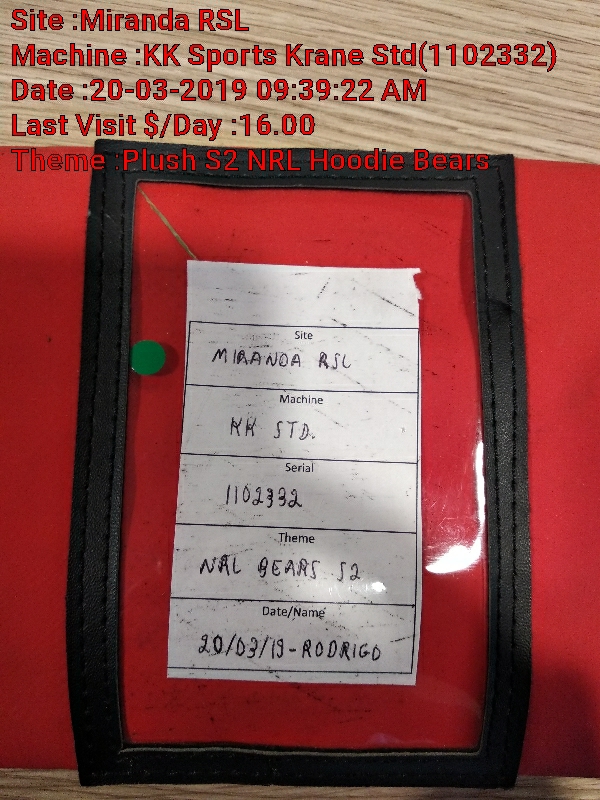 Site :Miranda RSL
Machine :KK Sports Krane Std(1102332)
Date :20-03-2019 09:39:22 AM
Last Visit $/Day :16.00
Theme :Plush S2 NRL Hoodie Bears
Site
MIRANDA RSL
Machine
KK STD.
Serial
1102332
Theme
NRL BEARS S2
Date/Name
20/03/19-RODRIGO